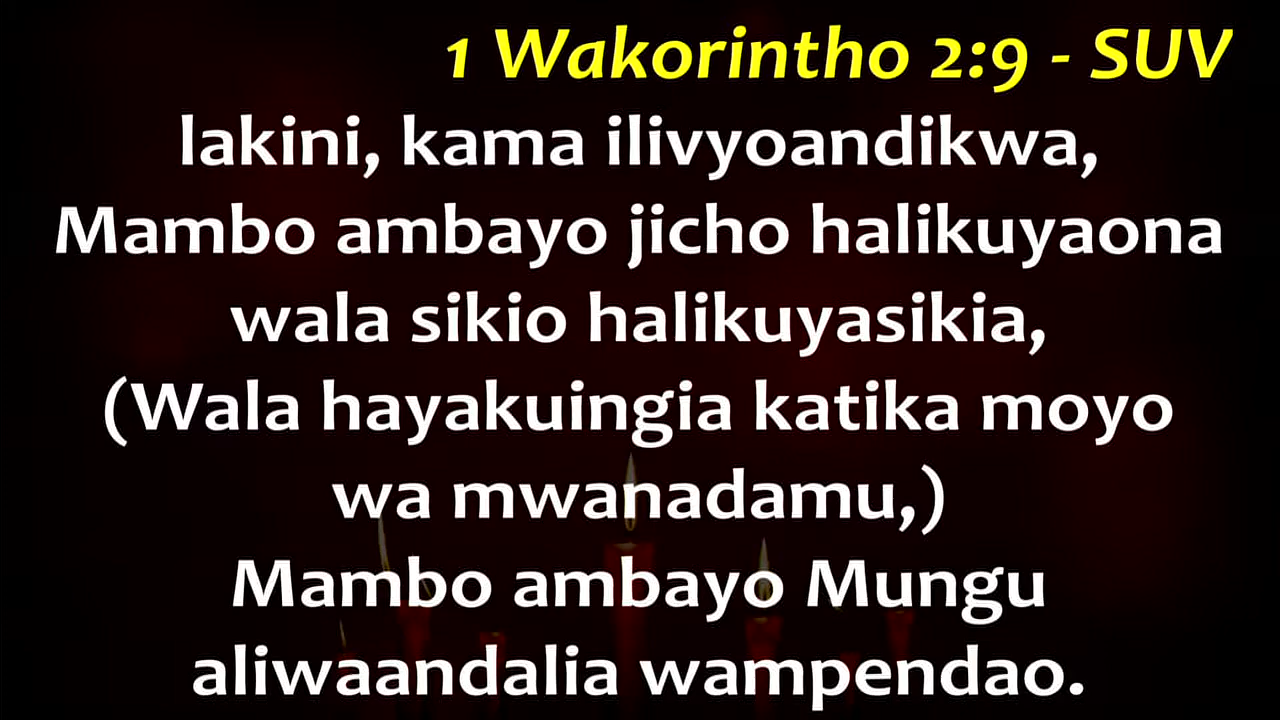 1 Wakorintho 2:9 - SUV
lakini, kama ilivyoandikwa,
Mambo ambayo jicho halikuyaona
wala sikio halikuyasikia,
(Wala hayakuingia katika moyo
wa mwanadamu,)
Mambo ambayo Mungu
aliwaandalia wampendao.